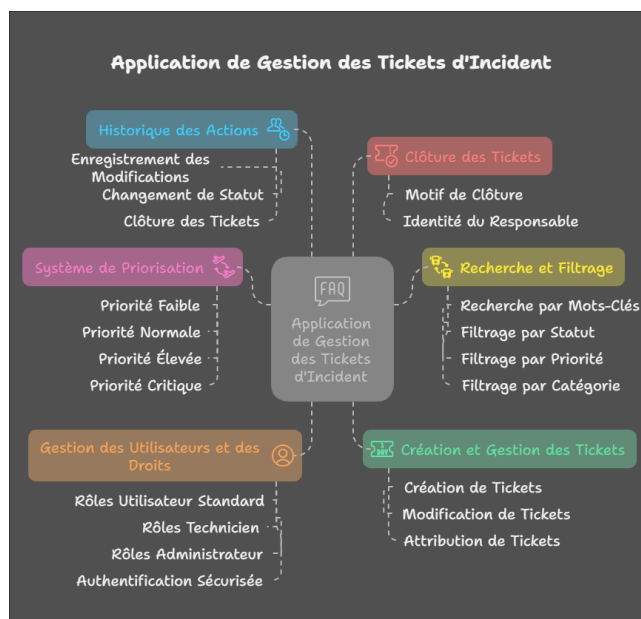 Application de Gestion des Tickets d'Incident
Historique des Actions
Enregistrement des
Modifications
Changement de Statut
Clôture des Tickets
Clôture des Tickets
Motif de Clôture
Identité du Responsable
Système de Priorisation
Priorité Faible
Priorité Normale
Priorité Élevée
Priorité Critique
FAQ
Application
de Gestion
des Tickets
d'Incident
Recherche et Filtrage
Recherche par Mots-Clés
Filtrage par Statut
Filtrage par Priorité
Filtrage par Catégorie
Gestion des Utilisateurs et des
Droits
Rôles Utilisateur Standard
Rôles Technicien
Rôles Administrateur
Authentification Sécurisée
Création et Gestion des Tickets
Création de Tickets
Modification de Tickets
Attribution de Tickets